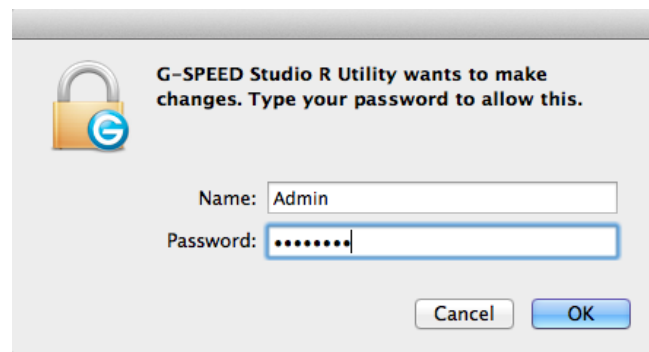 G-SPEED Studio R Utility wants to make
changes. Type your password to allow this.
Name: Admin
Password: ••••••••
Cancel OK